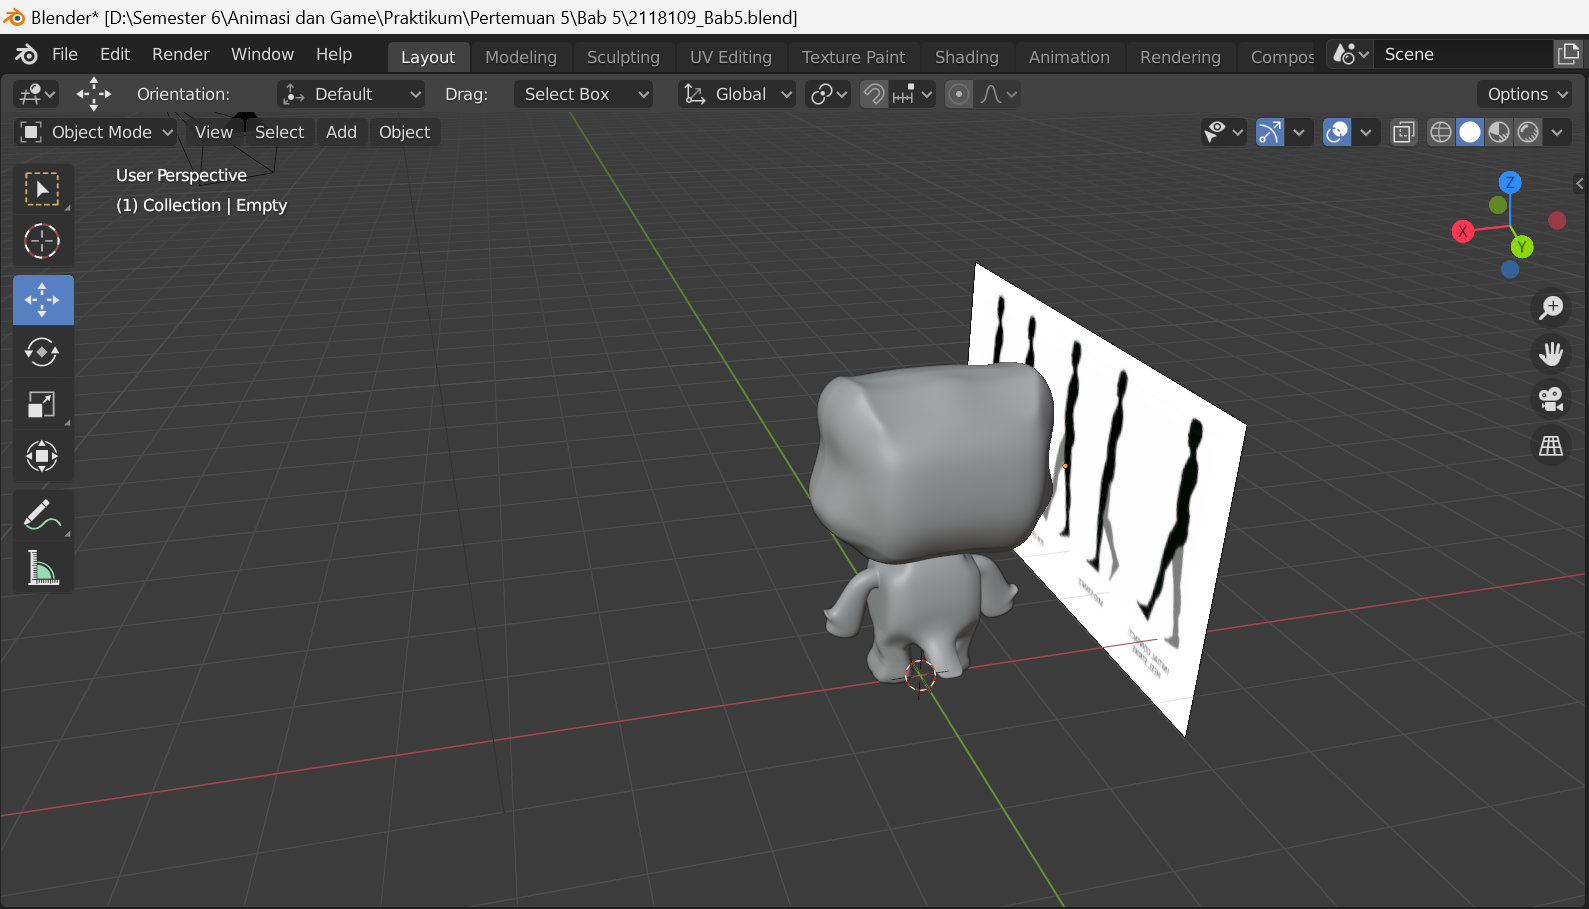 Blender* [D:\Semester 6\Animasi dan Game\Praktikum\Pertemuan 5\Bab 5\2118109_Bab5.blend]
File Edit Render Window Help Layout Modeling Sculpting UV Editing Texture Paint Shading Animation Rendering Compos Scene
Orientation: Default Drag: Select Box Global Options
Object Mode View Select Add Object
User Perspective
(1) Collection | Empty
Z
X
Y